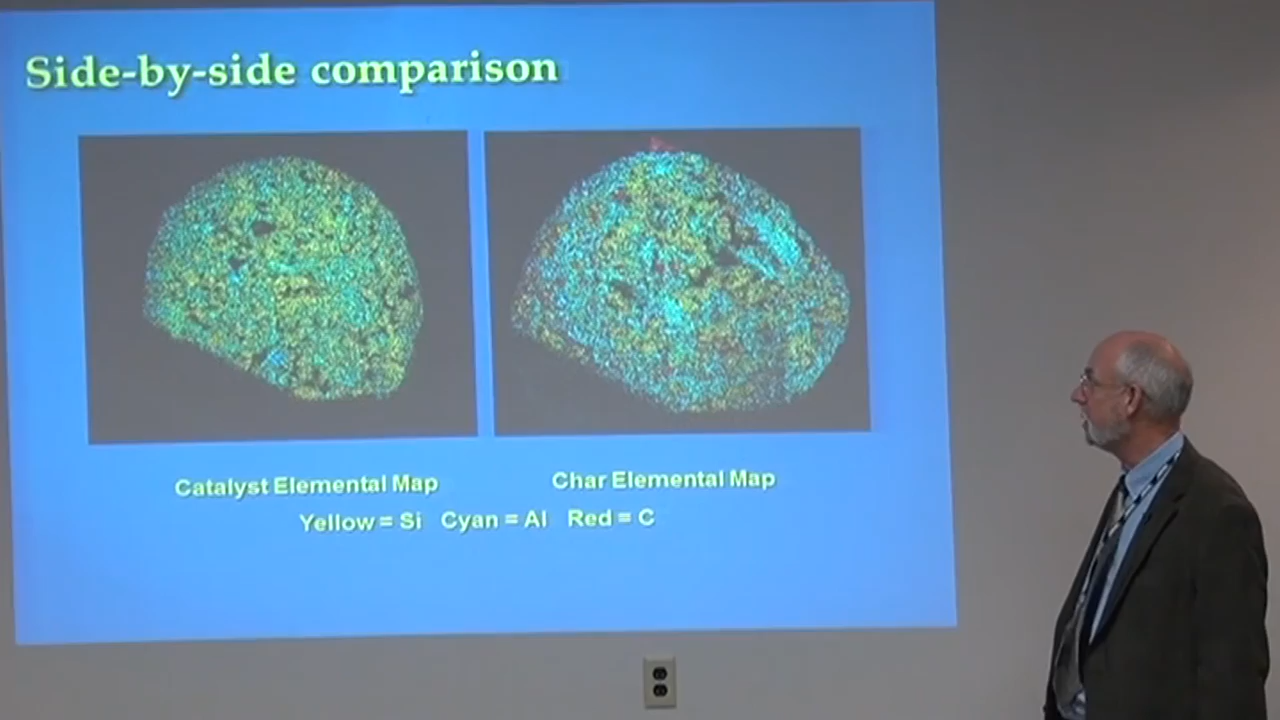 Side-by-side comparison
Catalyst Elemental Map
Char Elemental Map
Yellow = Si Cyan = Al Red = C